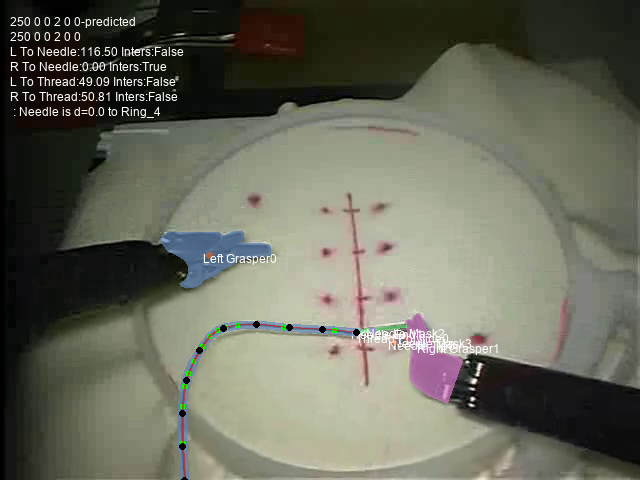 250 0 0 2 0 0-predicted
250 0 0 2 0 0
L To Needle:116.50 Inters:False
R To Needle:0.00 Inters:True
L To Thread:49.09 Inters:False
R To Thread:50.81 Inters:False
: Needle is d=0.0 to Ring_4
Left Grasper0
Right Grasper1